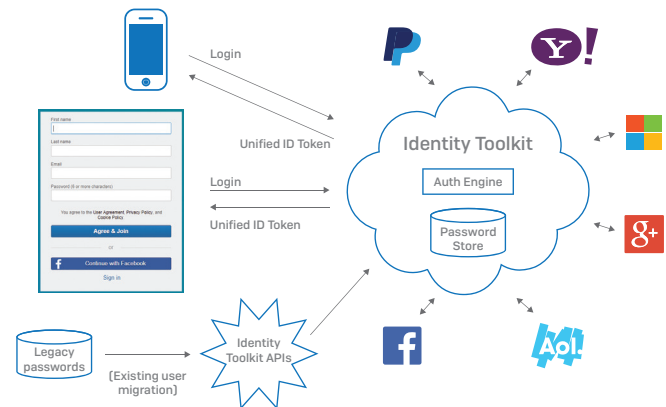 Login
Unified ID Token
Y!
Identity Toolkit
Auth Engine
Password
Store
g+
Aol.
f
First name
Last name
Email
Password (6 or more characters)
You agree to the User Agreement, Privacy Policy, and
Cookie Policy
Agree & Join
or
f
Continue with Facebook
Sign in
Login
Unified ID Token
Legacy
passwords
(Existing user
migration)
Identity
Toolkit APIs